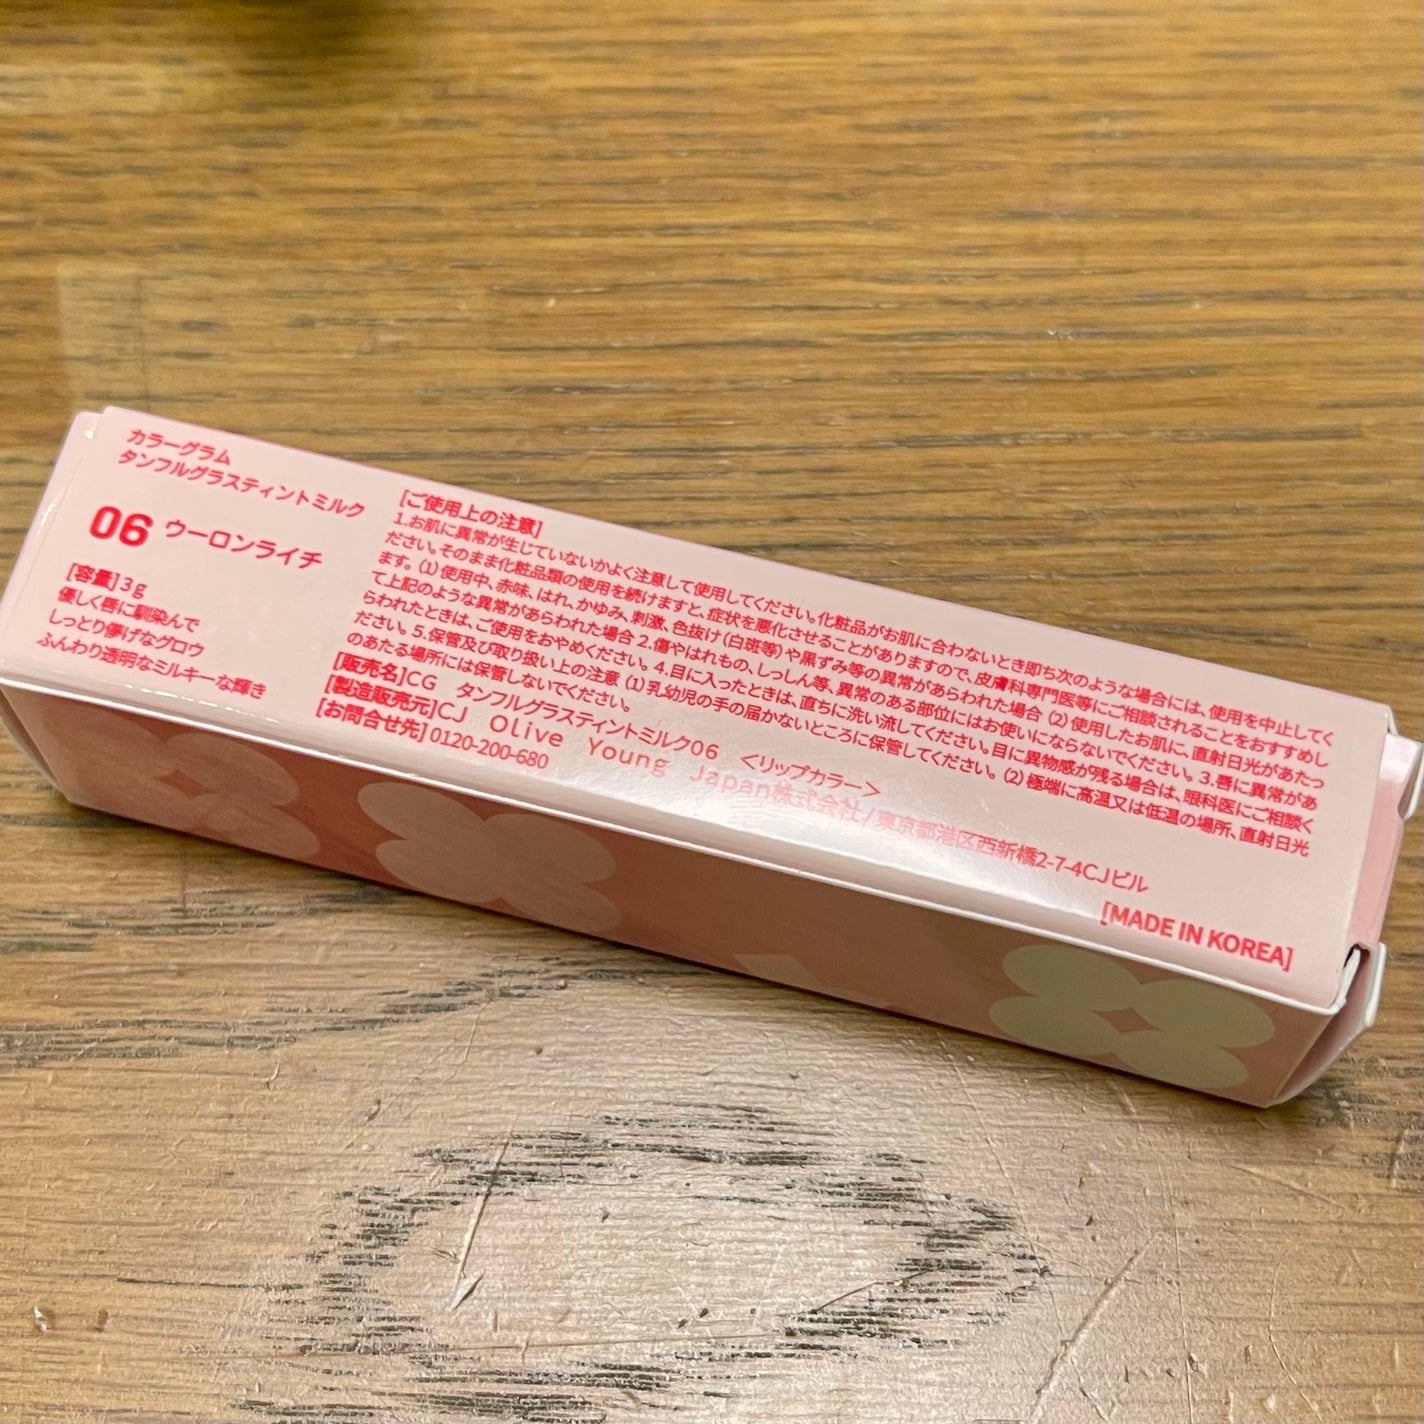 カラーグラム
タンフルグラスティントミルク
06 ウーロンライチ
[容量] 3g
優しく唇に馴染んで
しっとり儚げなグロウ
ふんわり透明なミルキーな輝き
[ご使用上の注意]
1.お肌に異常が生じていないかよく注意して使用してください。化粧品がお肌に合わないとき即ち次のような場合には、使用を中止してく
ださい。そのまま化粧品類の使用を続けますと、症状を悪化させることがありますので、皮膚科専門医等にご相談されることをおすすめし
ます。 (1) 使用中、赤味、はれ、かゆみ、刺激、色抜け (白斑等) や黒ずみ等の異常があらわれた場合 (2) 使用したお肌に、直射日光があたっ
て上記のような異常があらわれた場合 2. 傷やはれもの、しっしん等、異常のある部位にはお使いにならないでください。 3. 唇に異常があ
らわれたときは、ご使用をおやめください。 4. 目に入ったときは、直ちに洗い流してください。目に異物感が残る場合は、眼科医にご相談く
ださい。 5. 保管及び取り扱い上の注意 (1) 乳幼児の手の届かないところに保管してください。 (2) 極端に高温又は低温の場所、直射日光
のあたる場所には保管しないでください。
[販売名]CG タンフルグラスティントミルク06 <リップカラー>
[製造販売元]CJ Olive Young Japan株式会社 / 東京都港区西新橋2-7-4CJビル
[お問合せ先] 0120-200-680
[MADE IN KOREA]